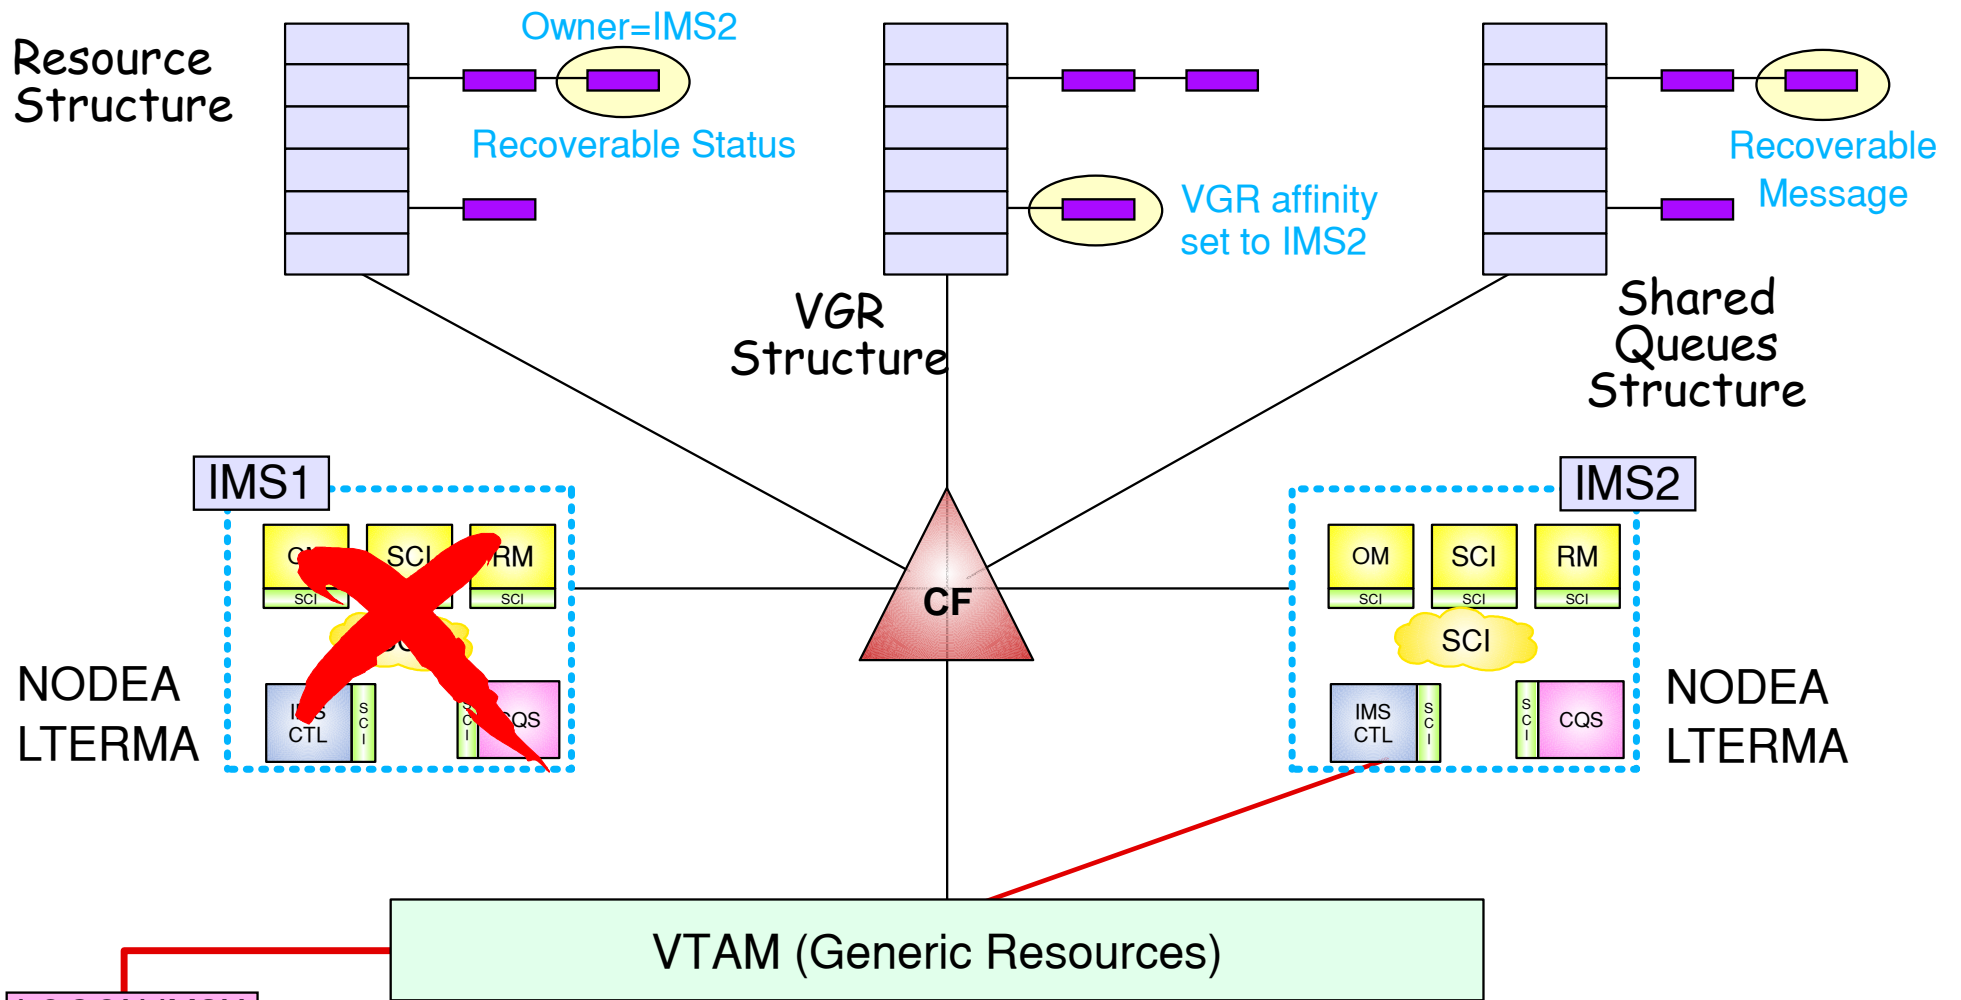 Resource
Structure
Owner=IMS2
Recoverable Status
VGR affinity
set to IMS2
Recoverable
Message
VGR
Structure
Shared
Queues
Structure
IMS1
SCI
RM
SCI
SCI
CTL
S
C
I
NODEA
LTERMA
CF
IMS2
OM
SCI
RM
SCI
SCI
SCI
SCI
IMS
CTL
S
C
I
S
C
I
CQS
NODEA
LTERMA
VTAM (Generic Resources)